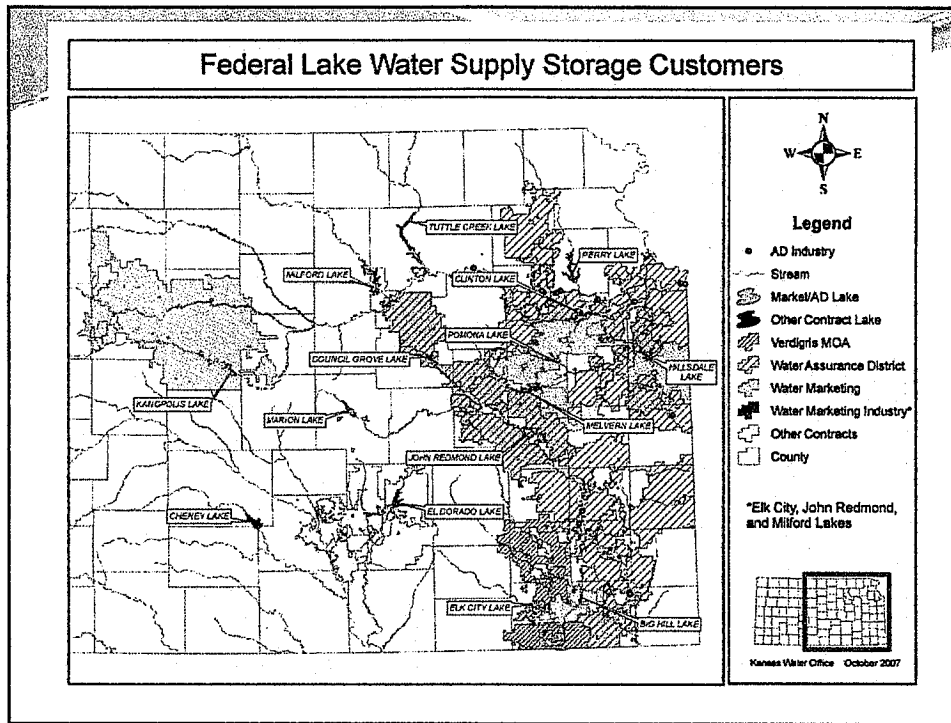 Federal Lake Water Supply Storage Customers
TUTTLE CREEK LAKE
PERRY LAKE
MILFORD LAKE
CLINTON LAKE
POMONA LAKE
COUNCIL GROVE LAKE
HILLSDALE
LAKE
KANOPOLIS LAKE
MARION LAKE
MELVERN LAKE
JOHN REDMOND LAKE
CHENEY LAKE
EL DORADO LAKE
ELK CITY LAKE
BIG HILL LAKE
N
W
E
S
Legend
AD Industry
Stream
Market/AD Lake
Other Contract Lake
Verdigris MOA
Water Assurance District
Water Marketing
Water Marketing Industry*
Other Contracts
County
*Elk City, John Redmond,
and Milford Lakes
Kansas Water Office October 2007